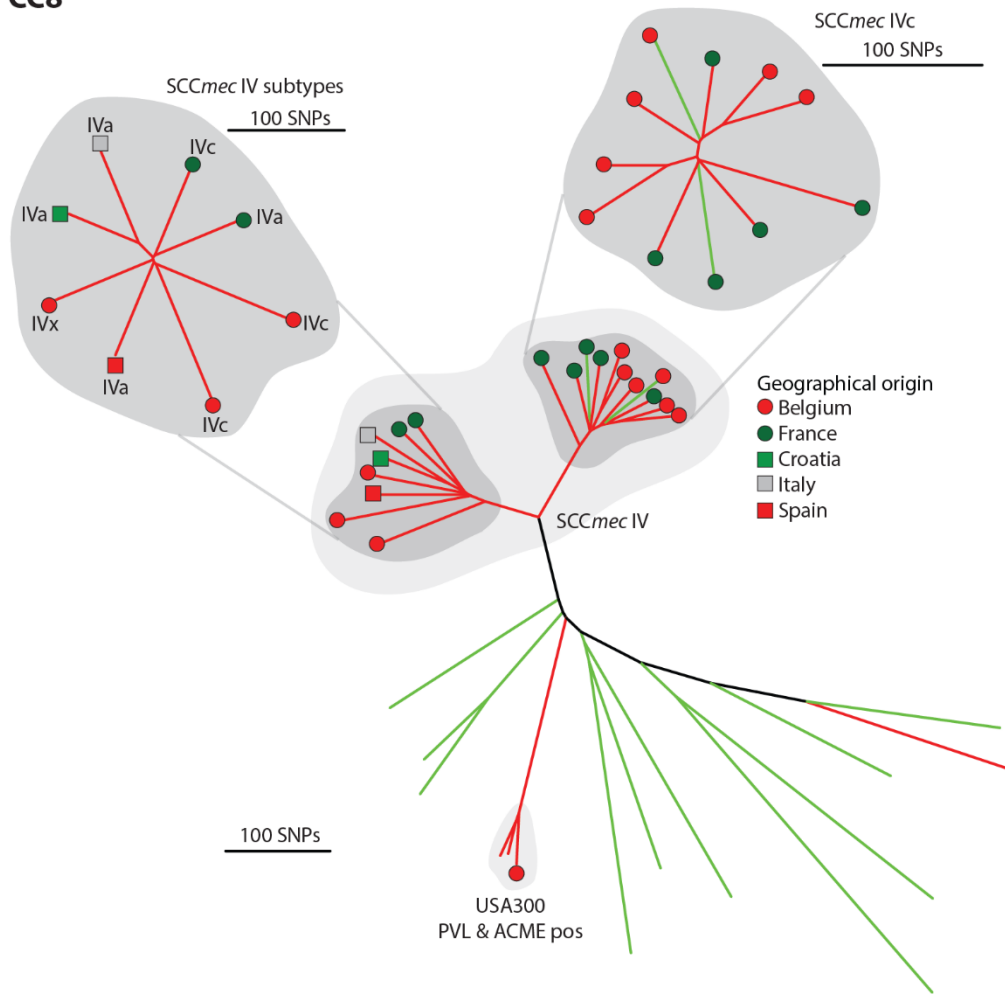 CC8
SCCmec IVc
100 SNPs
SCCmec IV subtypes
100 SNPs
IVa
IVc
IVa
IVa
IVx
IVc
IVa
IVc
Geographical origin
Belgium
France
Croatia
Italy
Spain
SCCmec IV
100 SNPs
USA300
PVL & ACME pos